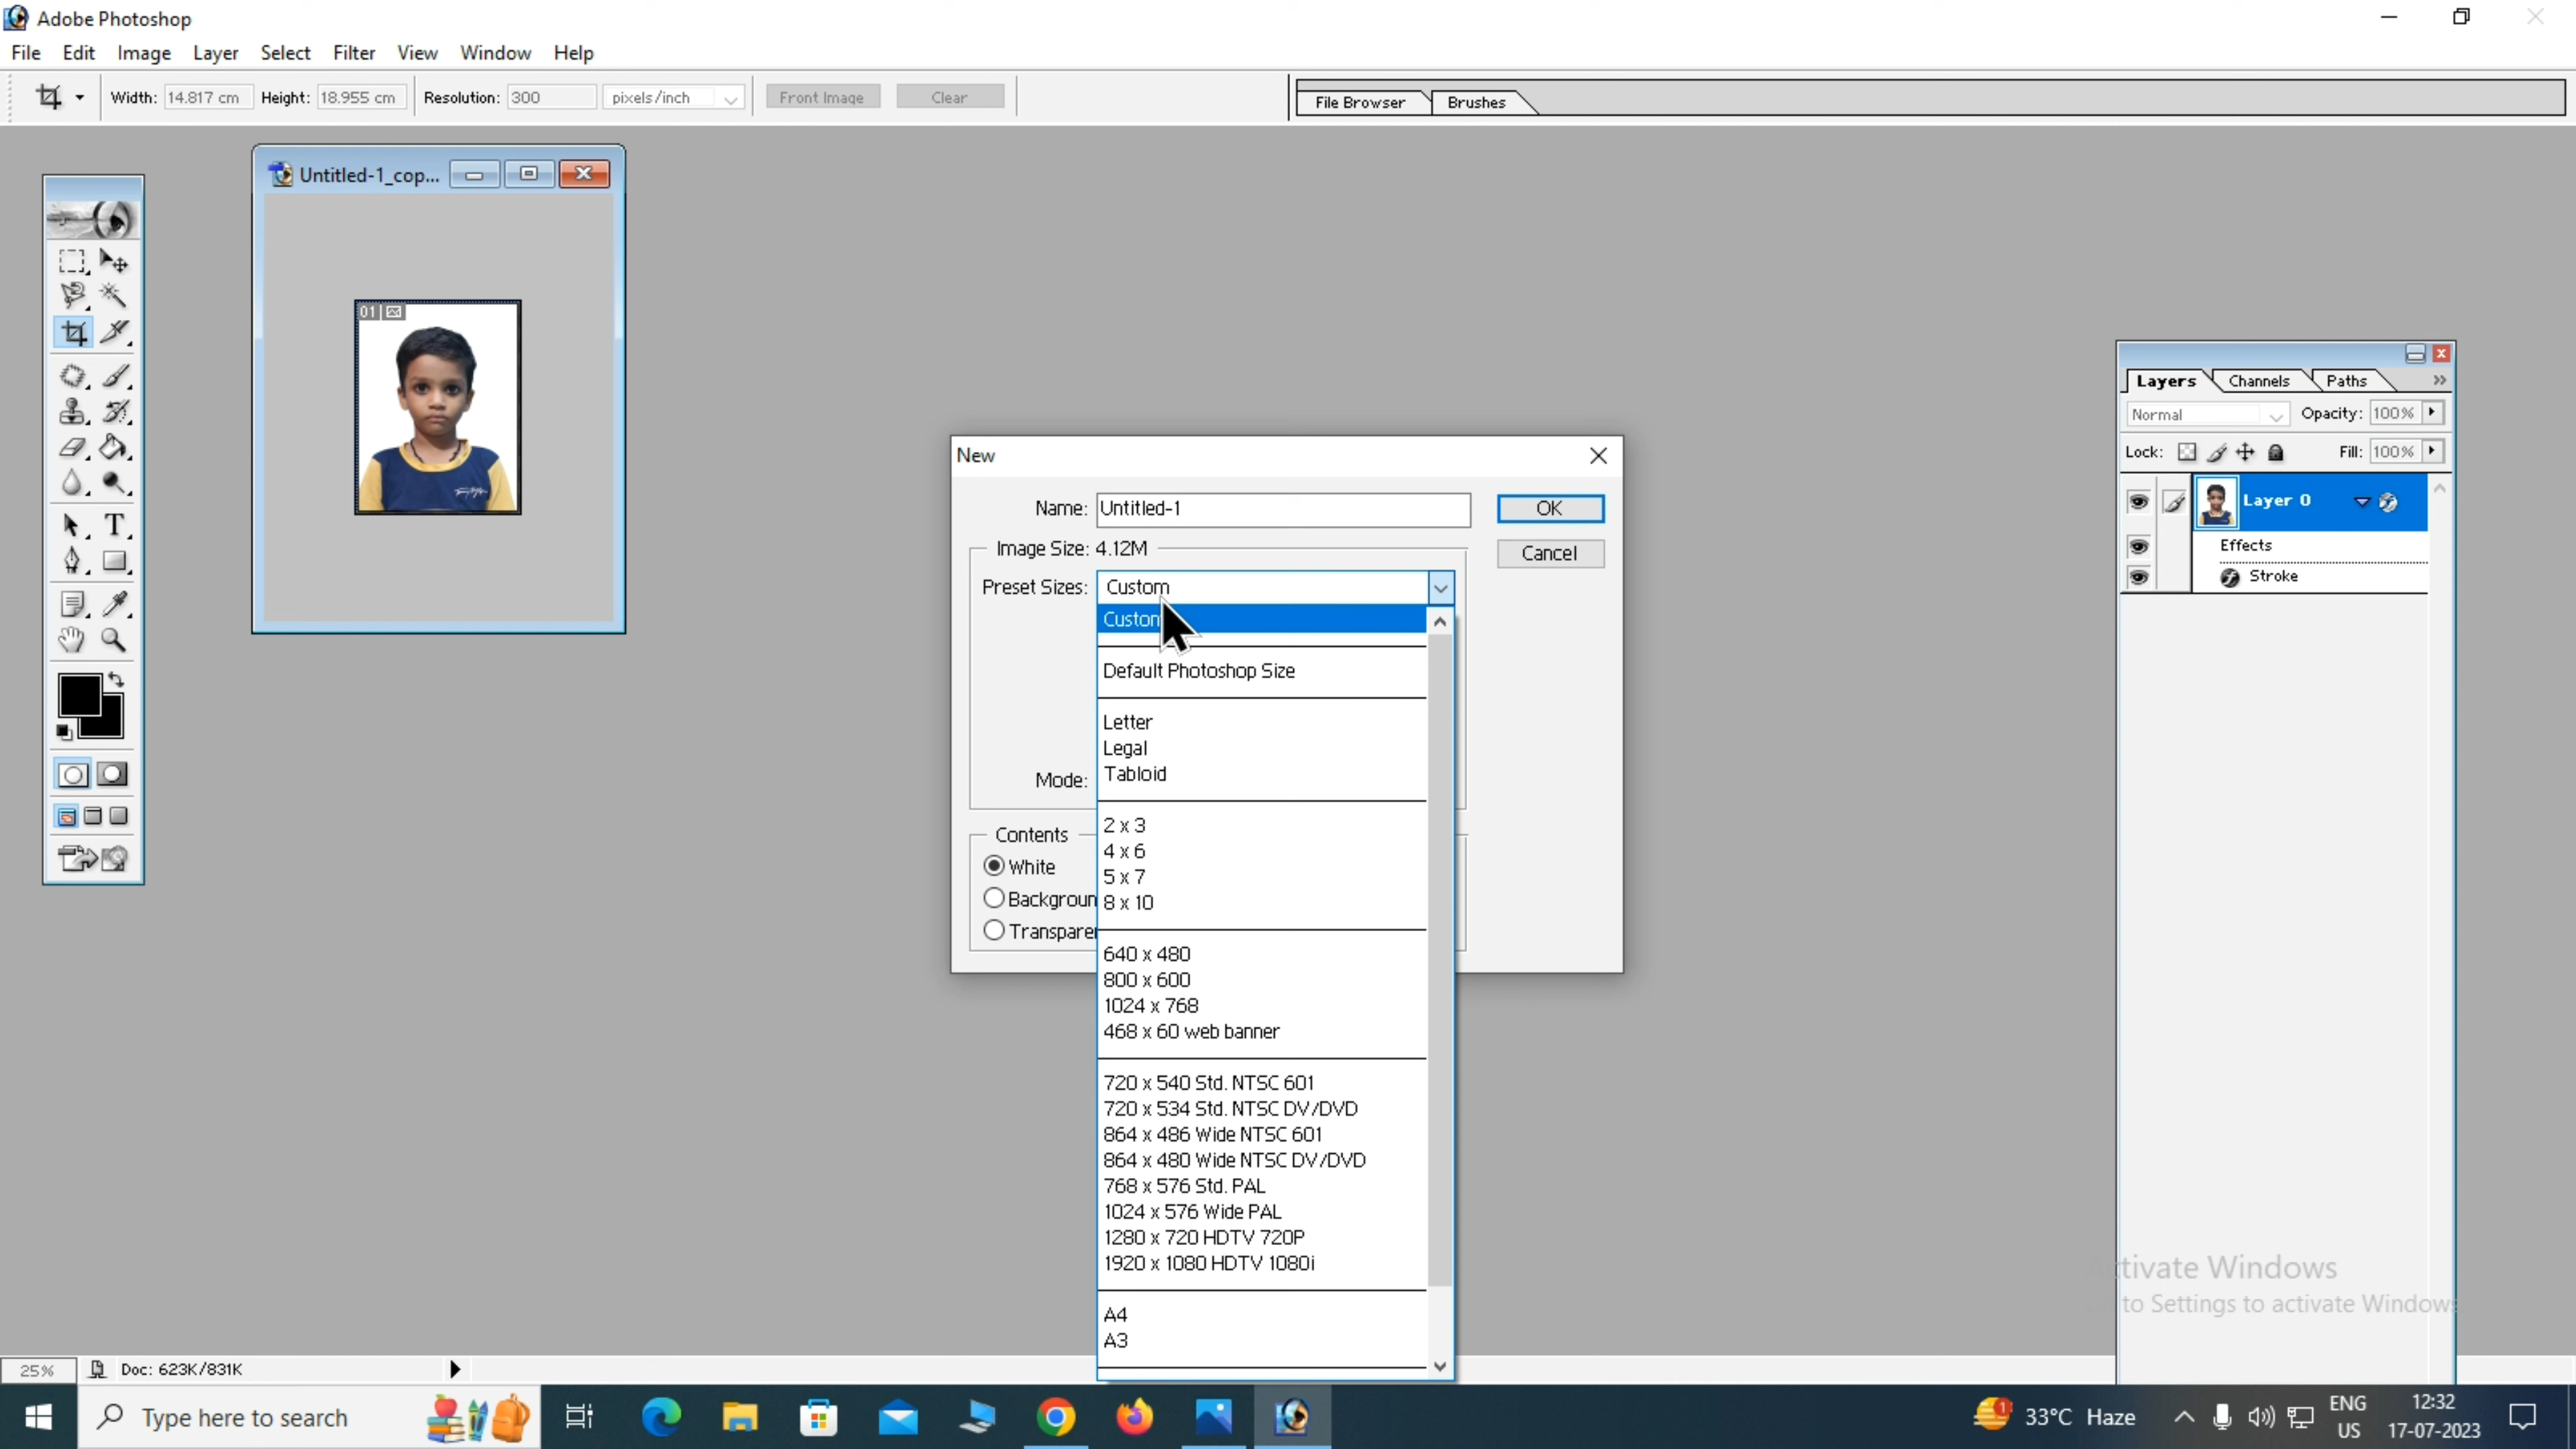 Adobe Photoshop
File Edit Image Layer Select Filter View Window Help
Width: 14.817 cm Height: 18.955 cm Resolution: 300 pixels/inch Front Image Clear File Browser Brushes
Untitled-1_cop...
01
Layers Channels Paths
Normal Opacity: 100%
Lock: Fill: 100%
Layer 0
Effects
Stroke
New
Name: Untitled-1 OK
Image Size: 4.12M Cancel
Preset Sizes: Custom
Custom
Default Photoshop Size
Letter
Legal
Tabloid
Mode:
2 x 3
4 x 6
5 x 7
8 x 10
Contents
White
Backgroun
Transparen
640 x 480
800 x 600
1024 x 768
468 x 60 web banner
720 x 540 Std. NTSC 601
720 x 534 Std. NTSC DV/DVD
864 x 486 Wide NTSC 601
864 x 480 Wide NTSC DV/DVD
768 x 576 Std. PAL
1024 x 576 Wide PAL
1280 x 720 HDTV 720P
1920 x 1080 HDTV 1080i
A4
A3
tivate Windows
to Settings to activate Windows
25% Doc: 623K/831K
Type here to search
33°C Haze
ENG
US
12:32
17-07-2023